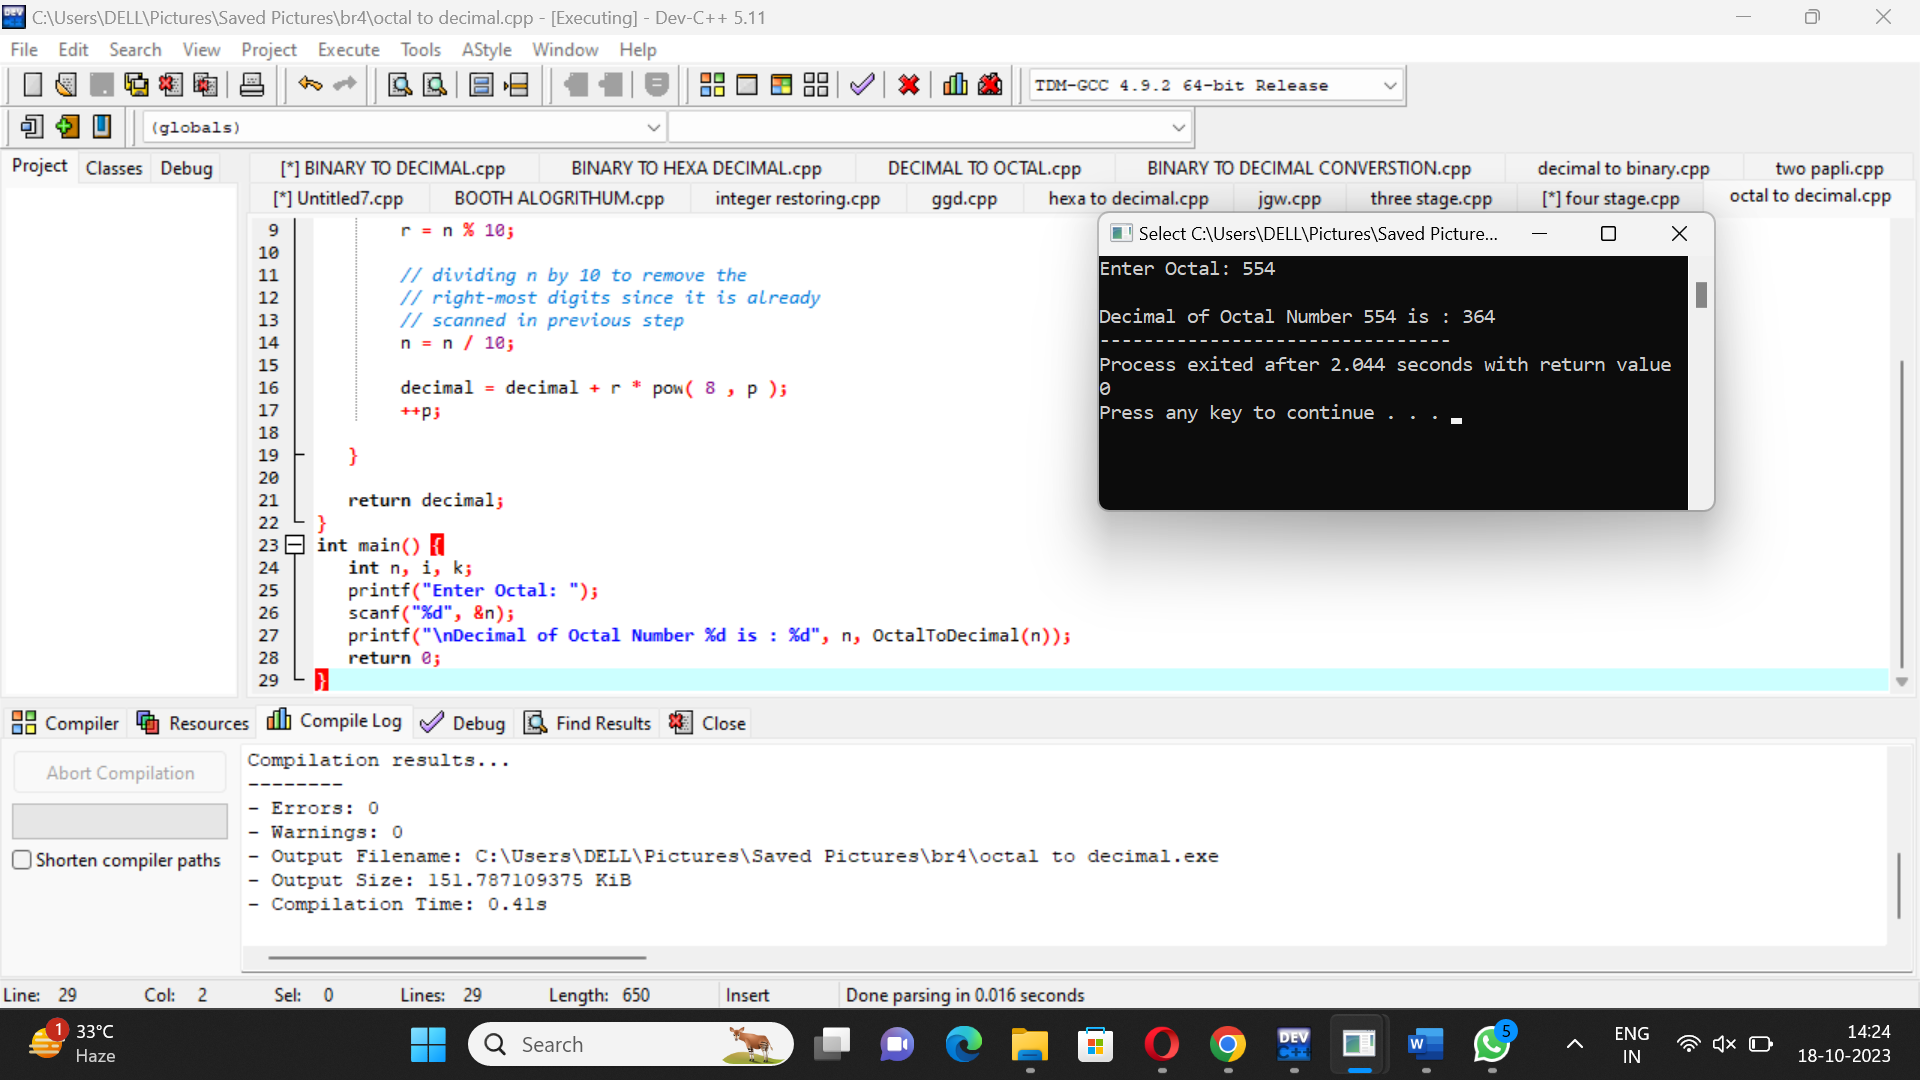 C:\Users\DELL\Pictures\Saved Pictures\br4\octal to decimal.cpp - [Executing] - Dev-C++ 5.11
File Edit Search View Project Execute Tools AStyle Window Help
TDM-GCC 4.9.2 64-bit Release
(globals)
Project Classes Debug
[*] BINARY TO DECIMAL.cpp BINARY TO HEXA DECIMAL.cpp DECIMAL TO OCTAL.cpp BINARY TO DECIMAL CONVERSTION.cpp decimal to binary.cpp two papli.cpp
[*] Untitled7.cpp BOOTH ALOGRITHUM.cpp integer restoring.cpp ggd.cpp hexa to decimal.cpp jgw.cpp three stage.cpp [*] four stage.cpp octal to decimal.cpp
9 r = n % 10;
10
11 // dividing n by 10 to remove the
12 // right-most digits since it is already
13 // scanned in previous step
14 n = n / 10;
15
16 decimal = decimal + r * pow( 8 , p );
17 ++p;
18
19 }
20
21 return decimal;
22 }
23 int main() {
24 int n, i, k;
25 printf("Enter Octal: ");
26 scanf("%d", &n);
27 printf("\nDecimal of Octal Number %d is : %d", n, OctalToDecimal(n));
28 return 0;
29 }
Select C:\Users\DELL\Pictures\Saved Picture...
Enter Octal: 554
Decimal of Octal Number 554 is : 364
--------------------------------
Process exited after 2.044 seconds with return value
0
Press any key to continue . . .
Compiler Resources Compile Log Debug Find Results Close
Abort Compilation
Shorten compiler paths
Compilation results...
--------
- Errors: 0
- Warnings: 0
- Output Filename: C:\Users\DELL\Pictures\Saved Pictures\br4\octal to decimal.exe
- Output Size: 151.787109375 KiB
- Compilation Time: 0.41s
Line: 29 Col: 2 Sel: 0 Lines: 29 Length: 650 Insert Done parsing in 0.016 seconds
1
33°C
Haze
Search
DEV
C++
W
5
ENG
IN
14:24
18-10-2023